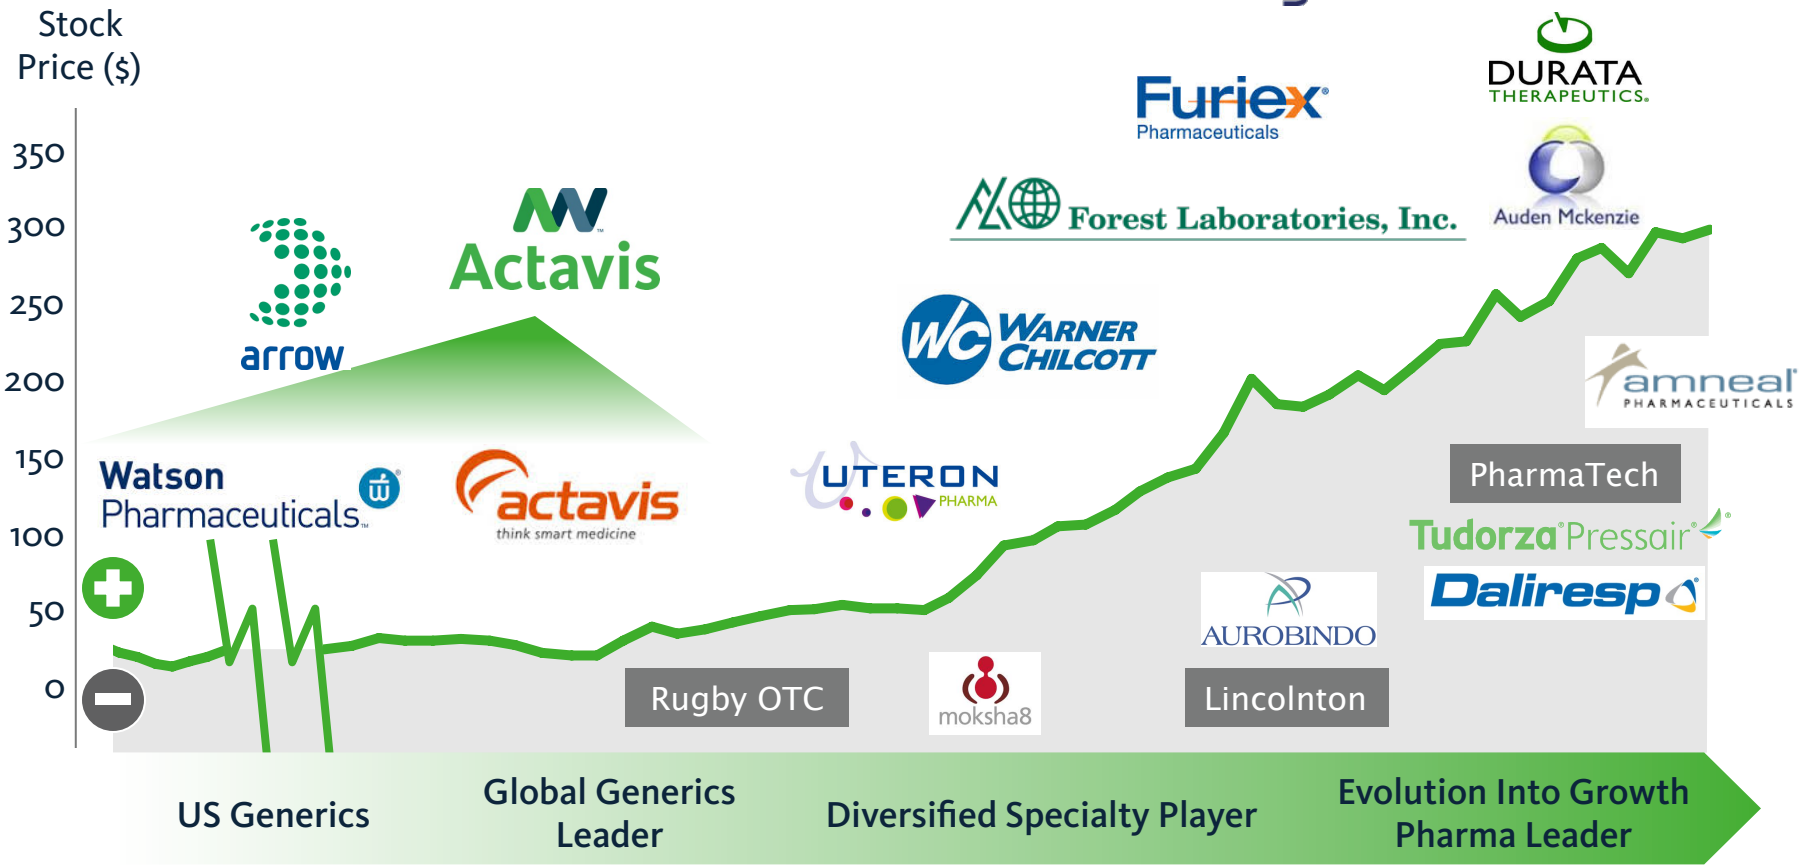 Stock
Price ($)
350
300
250
200
150
100
50
0
arrow
Actavis
Watson
Pharmaceuticals™
actavis
think smart medicine
UTERON
PHARMA
WC WARNER
CHILCOTT
Forest Laboratories, Inc.
Furiex®
Pharmaceuticals
DURATA
THERAPEUTICS®
Auden Mckenzie
amneal
PHARMACEUTICALS
PharmaTech
Tudorza® Pressair®
Daliresp
AUROBINDO
Lincolnton
moksha8
Rugby OTC
US Generics
Global Generics
Leader
Diversified Specialty Player
Evolution Into Growth
Pharma Leader